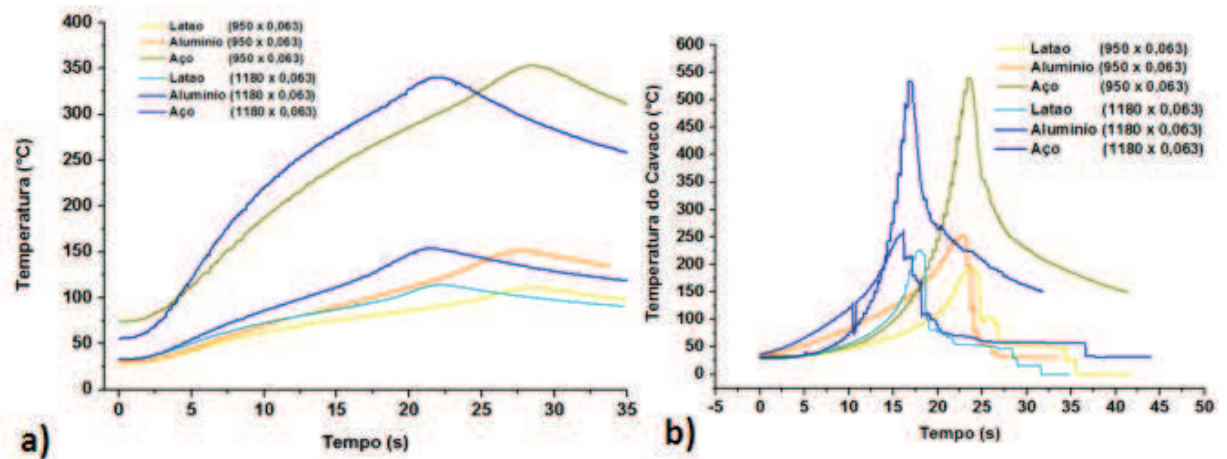 400
350
300
250
200
150
100
50
0
Temperatura (°C)
Latao (950 x 0,063)
Aluminio (950 x 0,063)
Aço (950 x 0,063)
Latao (1180 x 0,063)
Aluminio (1180 x 0,063)
Aço (1180 x 0,063)
0 5 10 15 20 25 30 35
Tempo (s)
a)
600
550
500
450
400
350
300
250
200
150
100
50
0
Temperatura do Cavaco (°C)
Latao (950 x 0,063)
Aluminio (950 x 0,063)
Aço (950 x 0,063)
Latao (1180 x 0,063)
Aluminio (1180 x 0,063)
Aço (1180 x 0,063)
-5 0 5 10 15 20 25 30 35 40 45 50
Tempo (s)
b)